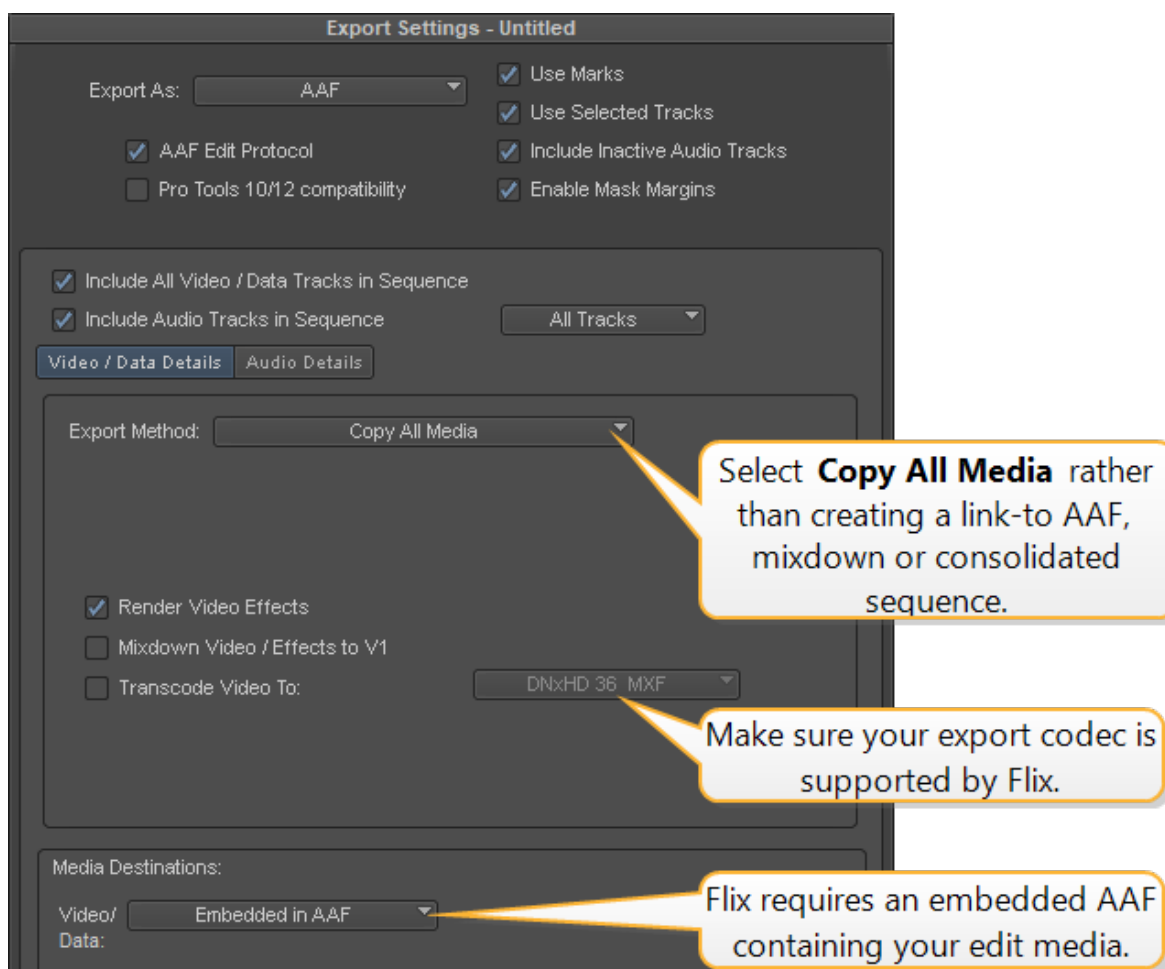 Export Settings - Untitled
Export As: AAF
Use Marks
Use Selected Tracks
AAF Edit Protocol
Include Inactive Audio Tracks
Pro Tools 10/12 compatibility
Enable Mask Margins
Include All Video / Data Tracks in Sequence
Include Audio Tracks in Sequence All Tracks
Video / Data Details Audio Details
Export Method: Copy All Media
Select Copy All Media rather
than creating a link-to AAF,
mixdown or consolidated
sequence.
Render Video Effects
Mixdown Video / Effects to V1
Transcode Video To: DNxHD 36 MXF
Make sure your export codec is
supported by Flix.
Media Destinations:
Video/ Embedded in AAF
Data:
Flix requires an embedded AAF
containing your edit media.